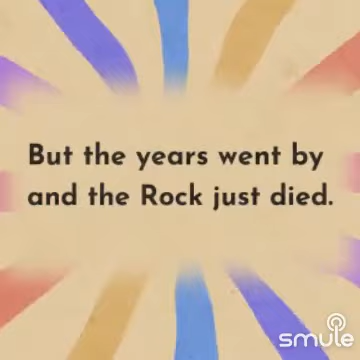 But the years went by
and the Rock just died.
smule